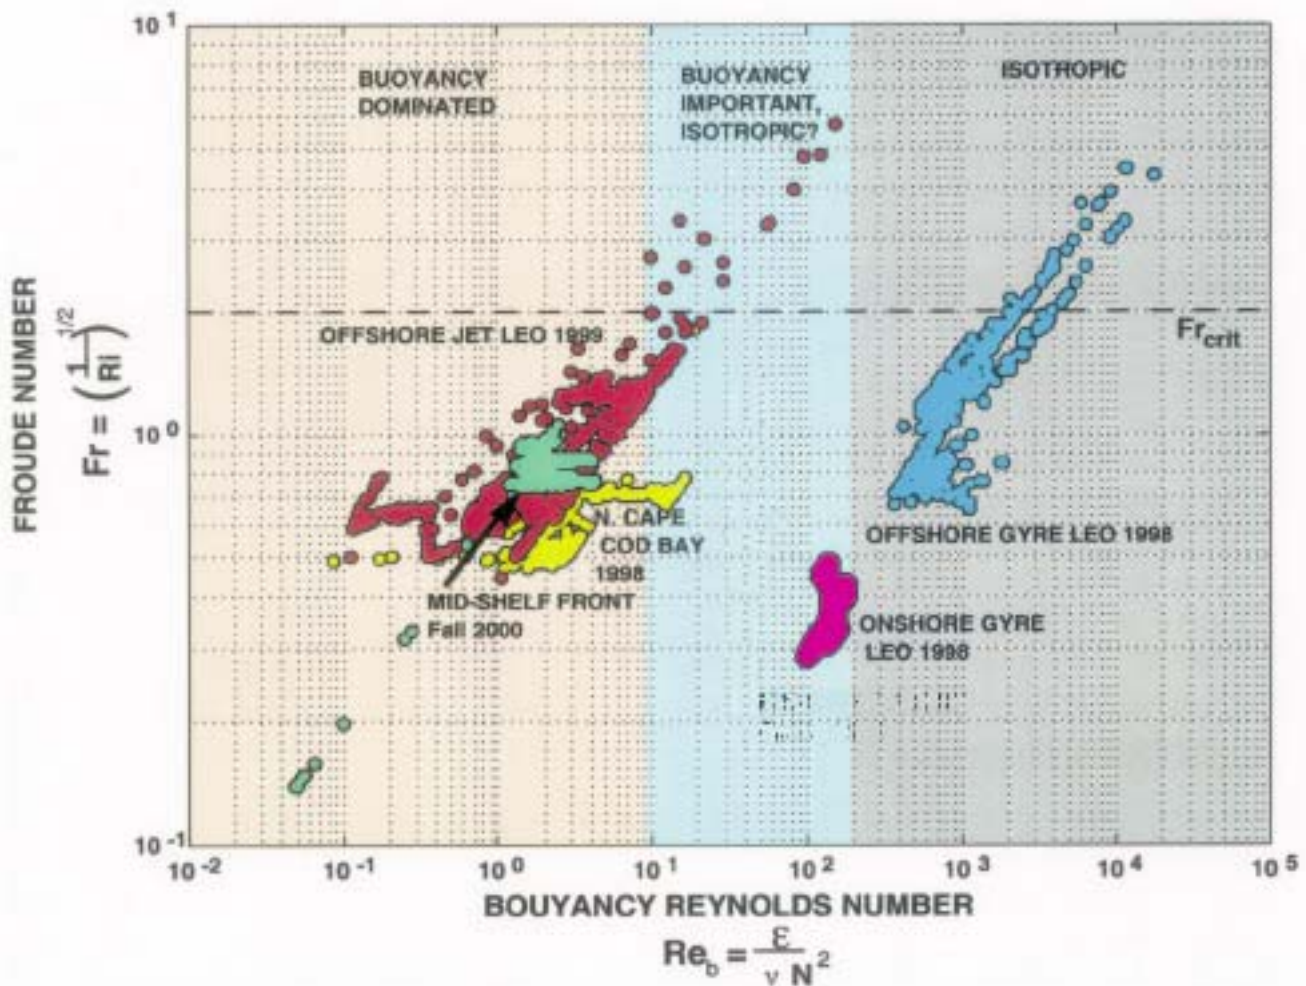 10^1
BUOYANCY
DOMINATED
BUOYANCY
IMPORTANT,
ISOTROPIC?
ISOTROPIC
OFFSHORE JET LEO 1999
Fr_crit
FROUDE NUMBER
Fr = (1/RI)^1/2
10^0
N. CAPE
COD BAY
1998
OFFSHORE GYRE LEO 1998
MID-SHELF FRONT
Fall 2000
ONSHORE GYRE
LEO 1998
10^-1
10^-2 10^-1 10^0 10^1 10^2 10^3 10^4 10^5
BOUYANCY REYNOLDS NUMBER
Re_b = ε / ν N^2